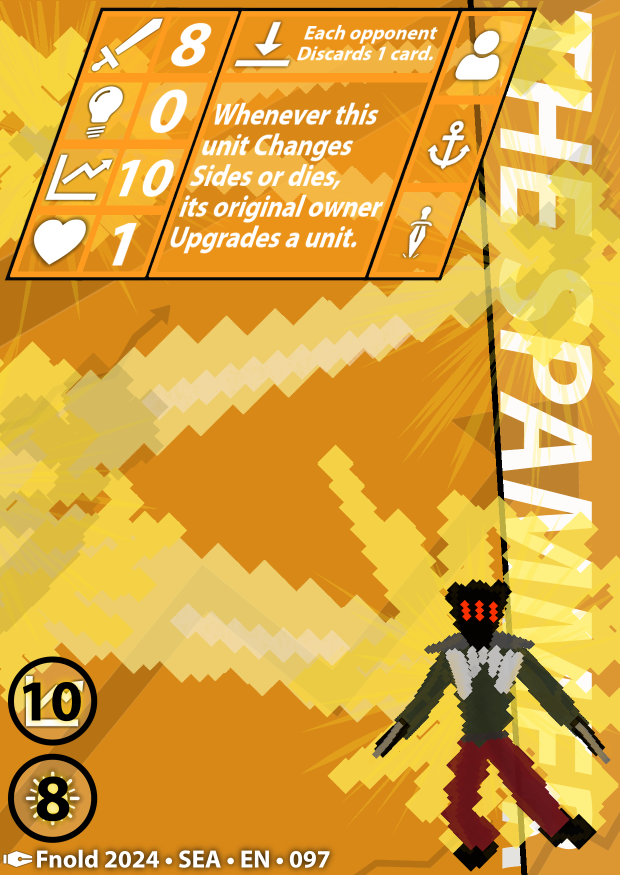 8
0
10
1
Each opponent
Discards 1 card.
Whenever this
unit Changes
Sides or dies,
its original owner
Upgrades a unit.
THE SPAMMER
10
8
Fnold 2024 • SEA • EN • 097